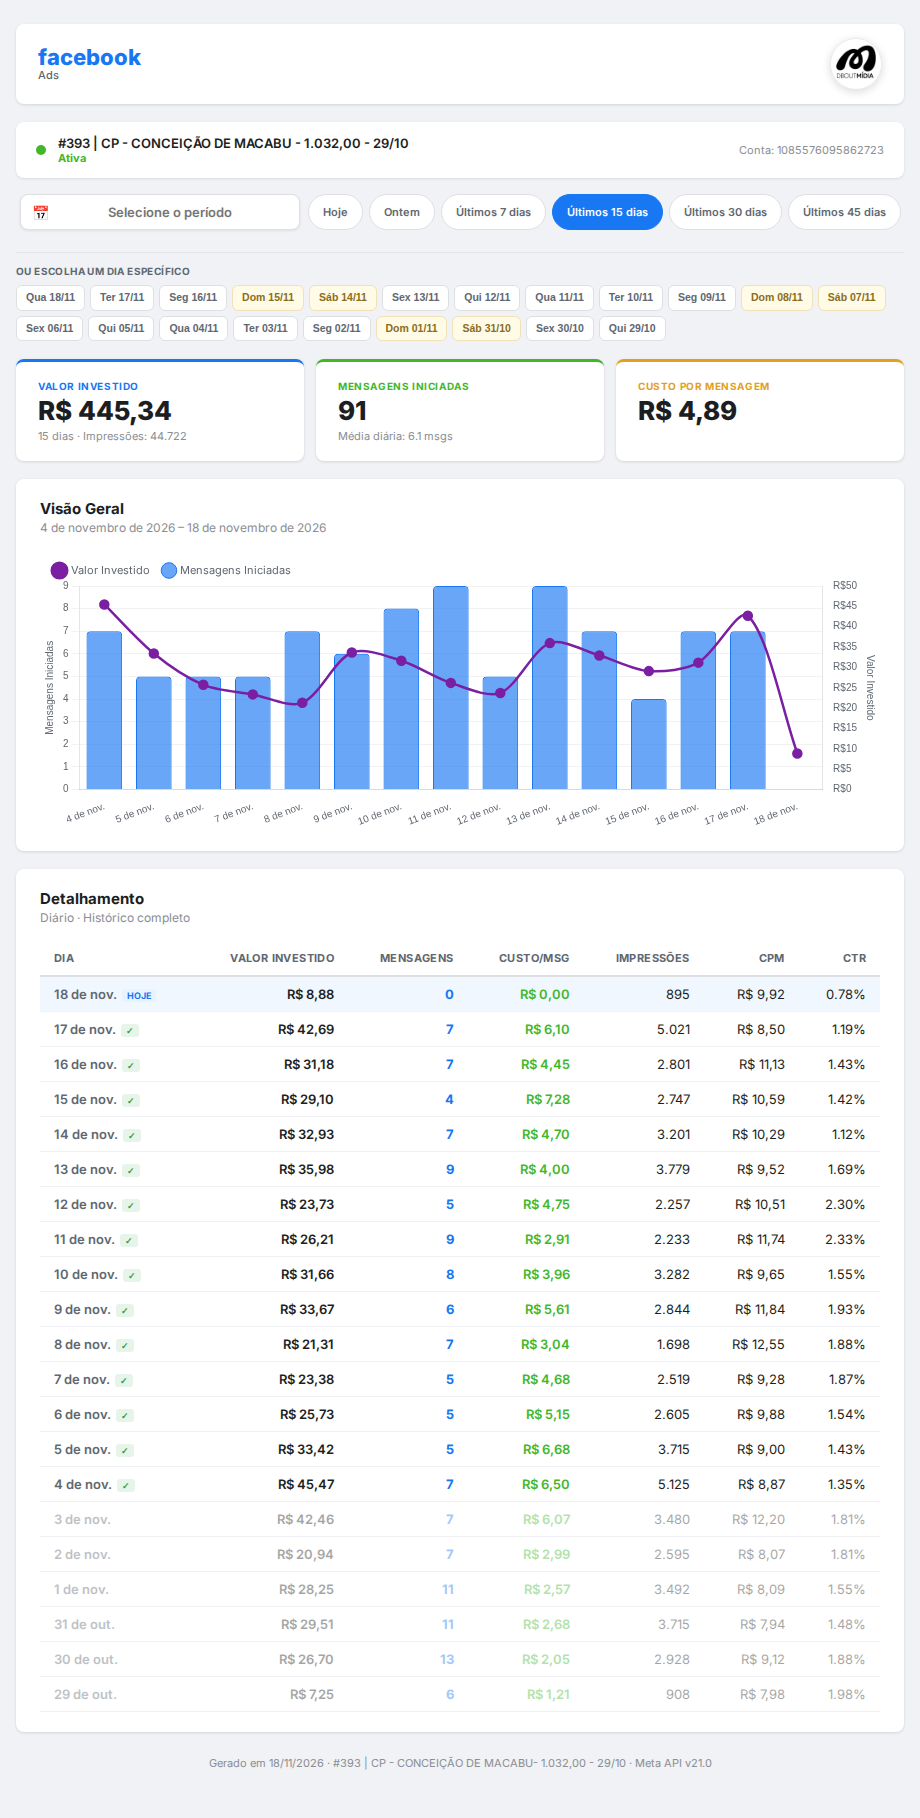 facebook
Ads
DBOUTMÍDIA
#393 | CP - CONCEIÇÃO DE MACABU - 1.032,00 - 29/10
Ativa
Conta: 1085576095862723
Selecione o período
Hoje
Ontem
Últimos 7 dias
Últimos 15 dias
Últimos 30 dias
Últimos 45 dias
OU ESCOLHA UM DIA ESPECÍFICO
Qua 18/11 Ter 17/11 Seg 16/11 Dom 15/11 Sáb 14/11 Sex 13/11 Qui 12/11 Qua 11/11 Ter 10/11 Seg 09/11 Dom 08/11 Sáb 07/11
Sex 06/11 Qui 05/11 Qua 04/11 Ter 03/11 Seg 02/11 Dom 01/11 Sáb 31/10 Sex 30/10 Qui 29/10
VALOR INVESTIDO
R$ 445,34
15 dias · Impressões: 44.722
MENSAGENS INICIADAS
91
Média diária: 6.1 msgs
CUSTO POR MENSAGEM
R$ 4,89
Visão Geral
4 de novembro de 2026 – 18 de novembro de 2026
Valor Investido Mensagens Iniciadas
Mensagens Iniciadas
9
8
7
6
5
4
3
2
1
0
R$50
R$45
R$40
R$35
R$30
R$25
R$20
R$15
R$10
R$5
R$0
Valor Investido
4 de nov. 5 de nov. 6 de nov. 7 de nov. 8 de nov. 9 de nov. 10 de nov. 11 de nov. 12 de nov. 13 de nov. 14 de nov. 15 de nov. 16 de nov. 17 de nov. 18 de nov.
Detalhamento
Diário · Histórico completo
DIA VALOR INVESTIDO MENSAGENS CUSTO/MSG IMPRESSÕES CPM CTR
18 de nov. HOJE R$ 8,88 0 R$ 0,00 895 R$ 9,92 0.78%
17 de nov. ✓ R$ 42,69 7 R$ 6,10 5.021 R$ 8,50 1.19%
16 de nov. ✓ R$ 31,18 7 R$ 4,45 2.801 R$ 11,13 1.43%
15 de nov. ✓ R$ 29,10 4 R$ 7,28 2.747 R$ 10,59 1.42%
14 de nov. ✓ R$ 32,93 7 R$ 4,70 3.201 R$ 10,29 1.12%
13 de nov. ✓ R$ 35,98 9 R$ 4,00 3.779 R$ 9,52 1.69%
12 de nov. ✓ R$ 23,73 5 R$ 4,75 2.257 R$ 10,51 2.30%
11 de nov. ✓ R$ 26,21 9 R$ 2,91 2.233 R$ 11,74 2.33%
10 de nov. ✓ R$ 31,66 8 R$ 3,96 3.282 R$ 9,65 1.55%
9 de nov. ✓ R$ 33,67 6 R$ 5,61 2.844 R$ 11,84 1.93%
8 de nov. ✓ R$ 21,31 7 R$ 3,04 1.698 R$ 12,55 1.88%
7 de nov. ✓ R$ 23,38 5 R$ 4,68 2.519 R$ 9,28 1.87%
6 de nov. ✓ R$ 25,73 5 R$ 5,15 2.605 R$ 9,88 1.54%
5 de nov. ✓ R$ 33,42 5 R$ 6,68 3.715 R$ 9,00 1.43%
4 de nov. ✓ R$ 45,47 7 R$ 6,50 5.125 R$ 8,87 1.35%
3 de nov. R$ 42,46 7 R$ 6,07 3.480 R$ 12,20 1.81%
2 de nov. R$ 20,94 7 R$ 2,99 2.595 R$ 8,07 1.81%
1 de nov. R$ 28,25 11 R$ 2,57 3.492 R$ 8,09 1.55%
31 de out. R$ 29,51 11 R$ 2,68 3.715 R$ 7,94 1.48%
30 de out. R$ 26,70 13 R$ 2,05 2.928 R$ 9,12 1.88%
29 de out. R$ 7,25 6 R$ 1,21 908 R$ 7,98 1.98%
Gerado em 18/11/2026 · #393 | CP - CONCEIÇÃO DE MACABU- 1.032,00 - 29/10 · Meta API v21.0